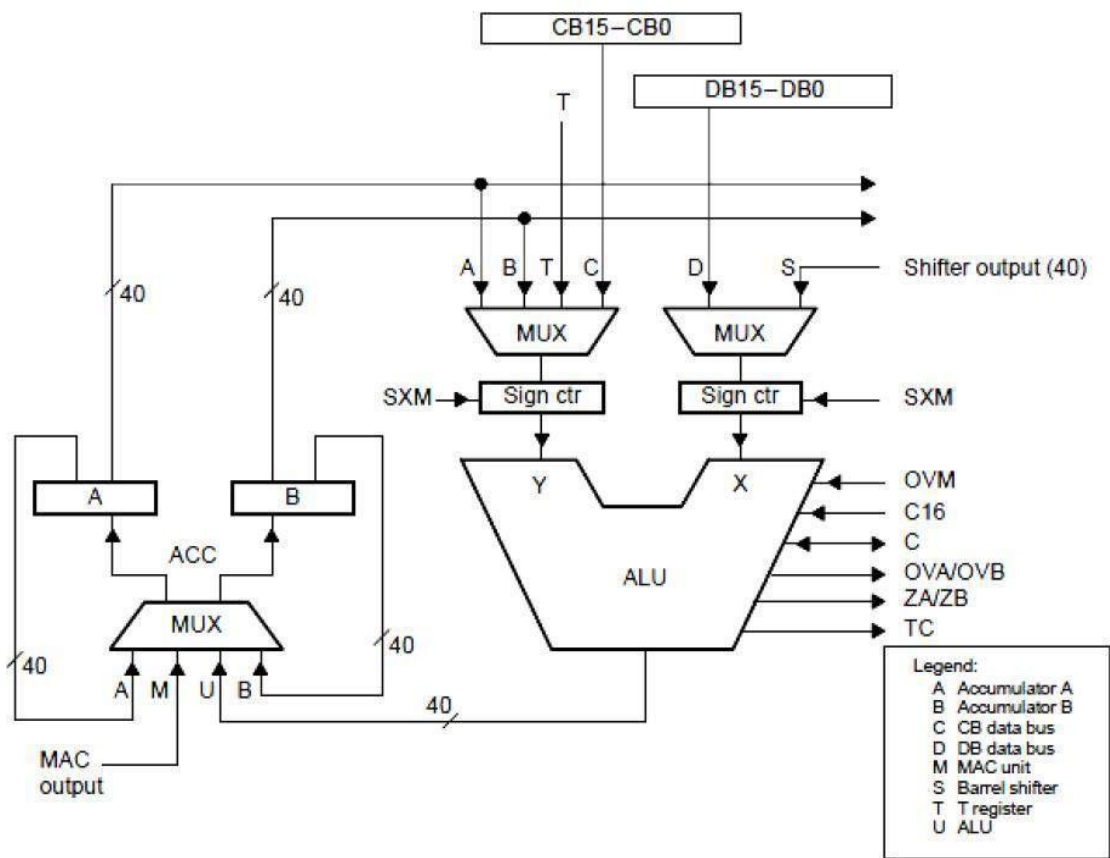 CB15–CB0
DB15–DB0
T
A B T C D S Shifter output (40)
40 40
MUX MUX
SXM Sign ctr Sign ctr SXM
A B Y X OVM
C16
C
ACC
ALU
OVA/OVB
MUX
ZA/ZB
TC
40 40
A M U B
40
MAC
output
Legend:
A Accumulator A
B Accumulator B
C CB data bus
D DB data bus
M MAC unit
S Barrel shifter
T T register
U ALU